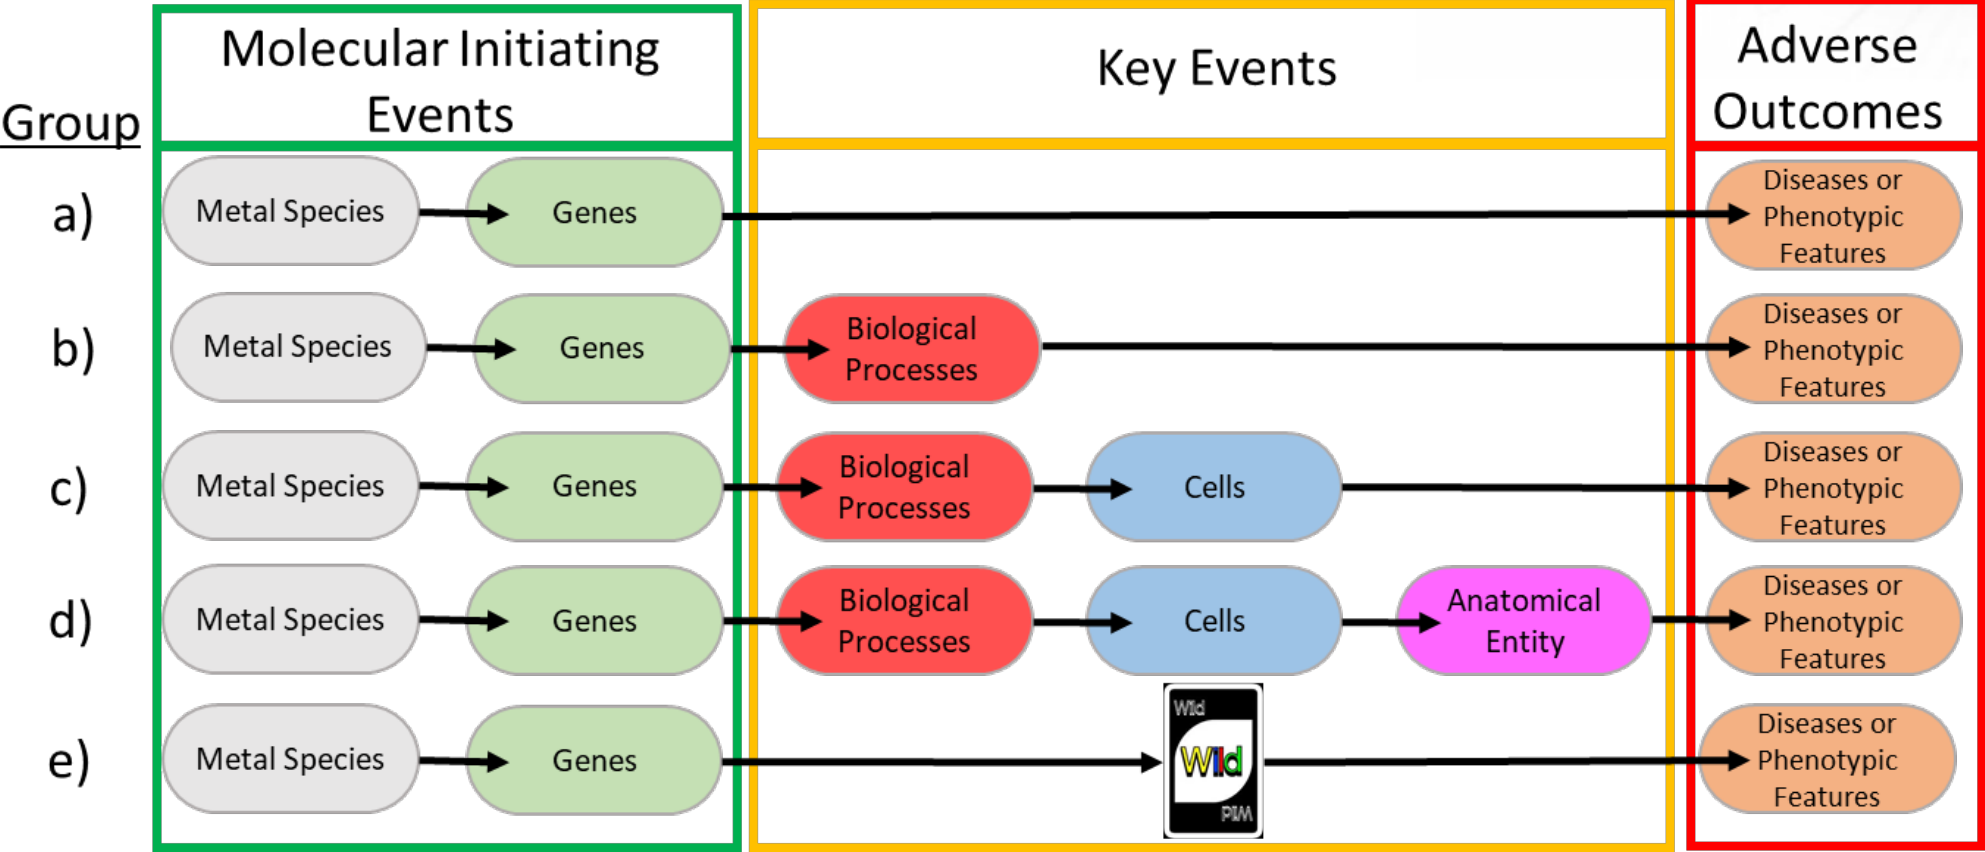 Molecular Initiating
Events
Key Events
Adverse
Outcomes
Group
a)
Metal Species
Genes
Diseases or
Phenotypic
Features
b)
Metal Species
Genes
Biological
Processes
Diseases or
Phenotypic
Features
c)
Metal Species
Genes
Biological
Processes
Cells
Diseases or
Phenotypic
Features
d)
Metal Species
Genes
Biological
Processes
Cells
Anatomical
Entity
Diseases or
Phenotypic
Features
e)
Metal Species
Genes
Wild
Wild
Wild
Diseases or
Phenotypic
Features